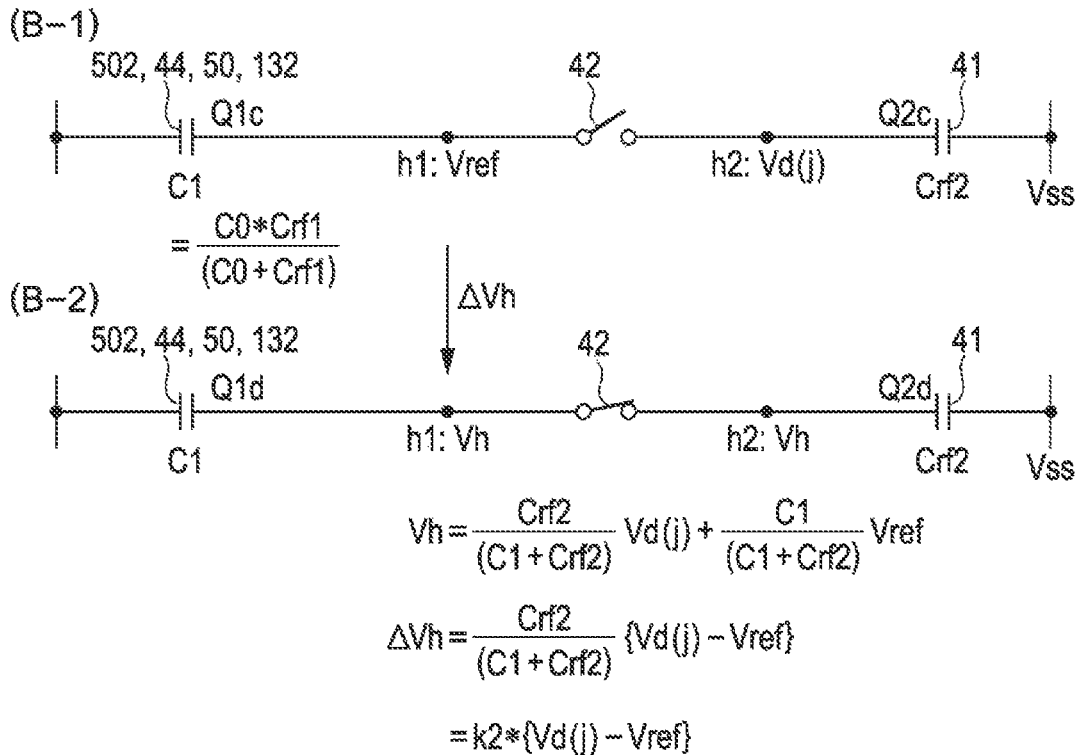 (B-1)
502, 44, 50, 132 42 41
Q1c Q2c
h1: Vref h2: Vd(j)
C1 Crf2 Vss
= C0*Crf1 / (C0+Crf1)
ΔVh
(B-2)
502, 44, 50, 132 42 41
Q1d Q2d
h1: Vh h2: Vh
C1 Crf2 Vss
Vh = Crf2 / (C1+Crf2) Vd(j) + C1 / (C1+Crf2) Vref
ΔVh = Crf2 / (C1+Crf2) {Vd(j) - Vref}
= k2*{Vd(j) - Vref}